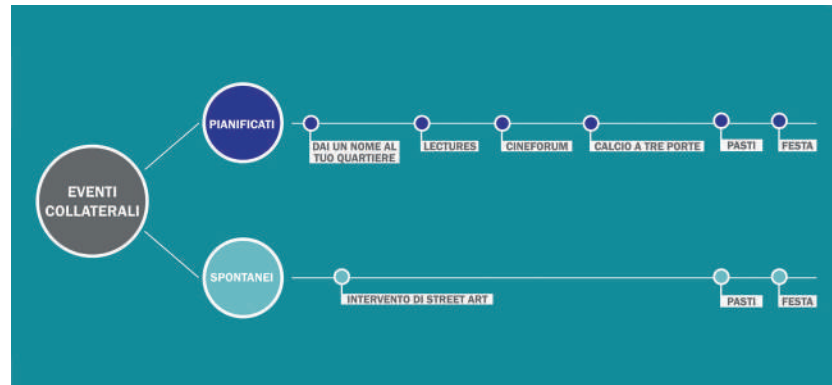 EVENTI
COLLATERALI
PIANIFICATI
DAI UN NOME AL
TUO QUARTIERE
LECTURES
CINEFORUM
CALCIO A TRE PORTE
PASTI
FESTA
SPONTANEI
INTERVENTO DI STREET ART
PASTI
FESTA